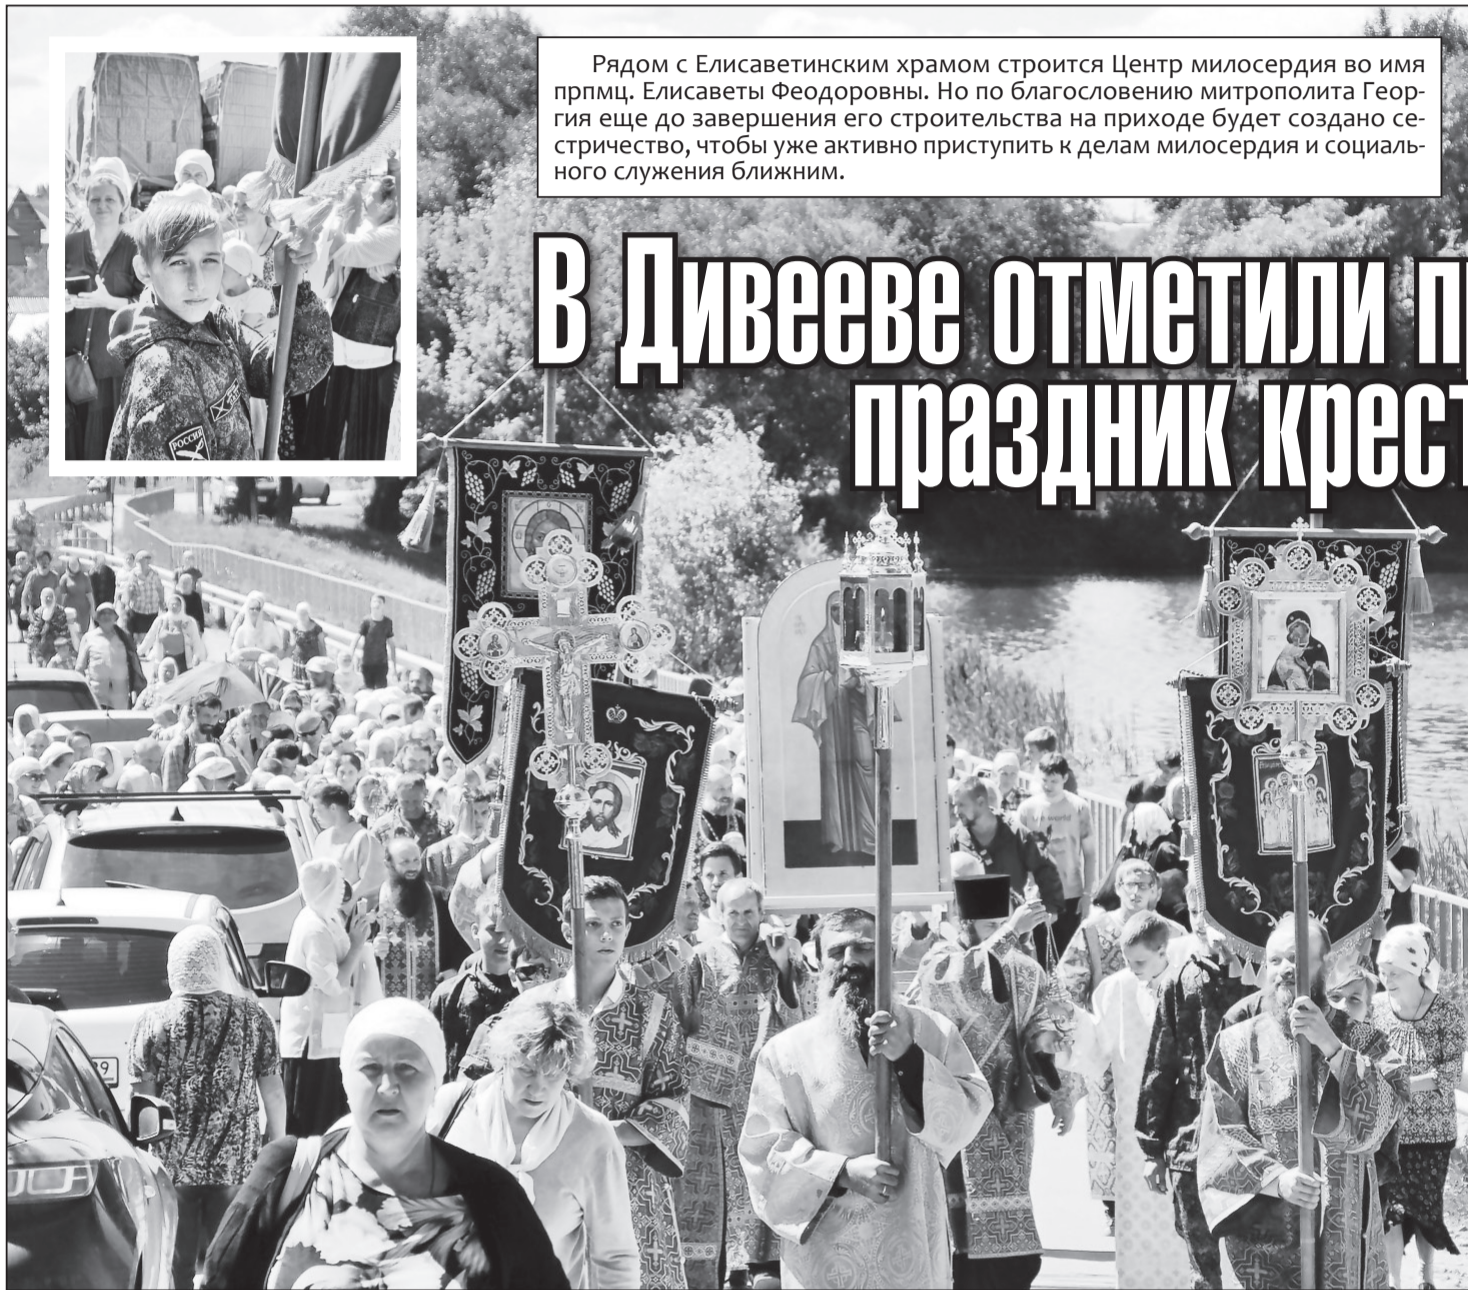 Рядом с Елисаветинским храмом строится Центр милосердия во имя
прпмц. Елисаветы Феодоровны. Но по благословению митрополита Геор-
гия еще до завершения его строительства на приходе будет создано се-
стричество, чтобы уже активно приступить к делам милосердия и социаль-
ного служения ближним.
В Дивееве отметили п
праздник крест
РОССИЯ